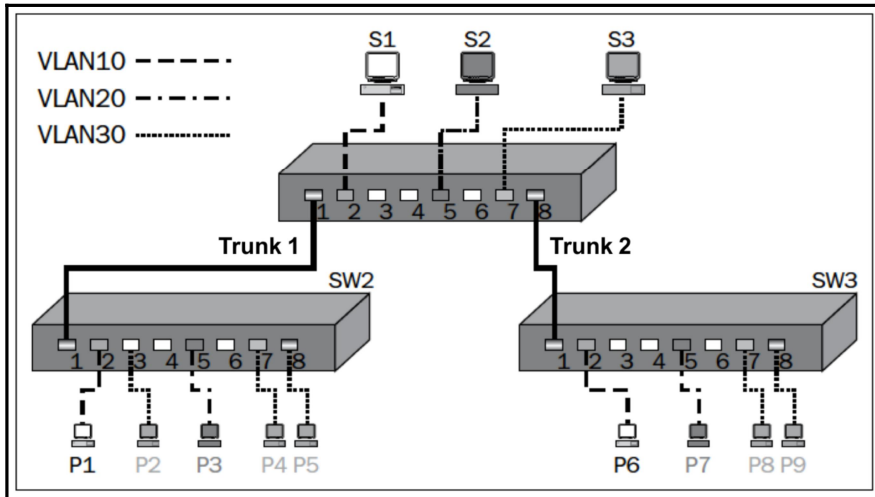 S1 S2 S3
VLAN10
VLAN20
VLAN30
1 2 3 4 5 6 7 8
Trunk 1 Trunk 2
SW2 SW3
1 2 3 4 5 6 7 8
1 2 3 4 5 6 7 8
P1 P2 P3 P4 P5
P6 P7 P8 P9